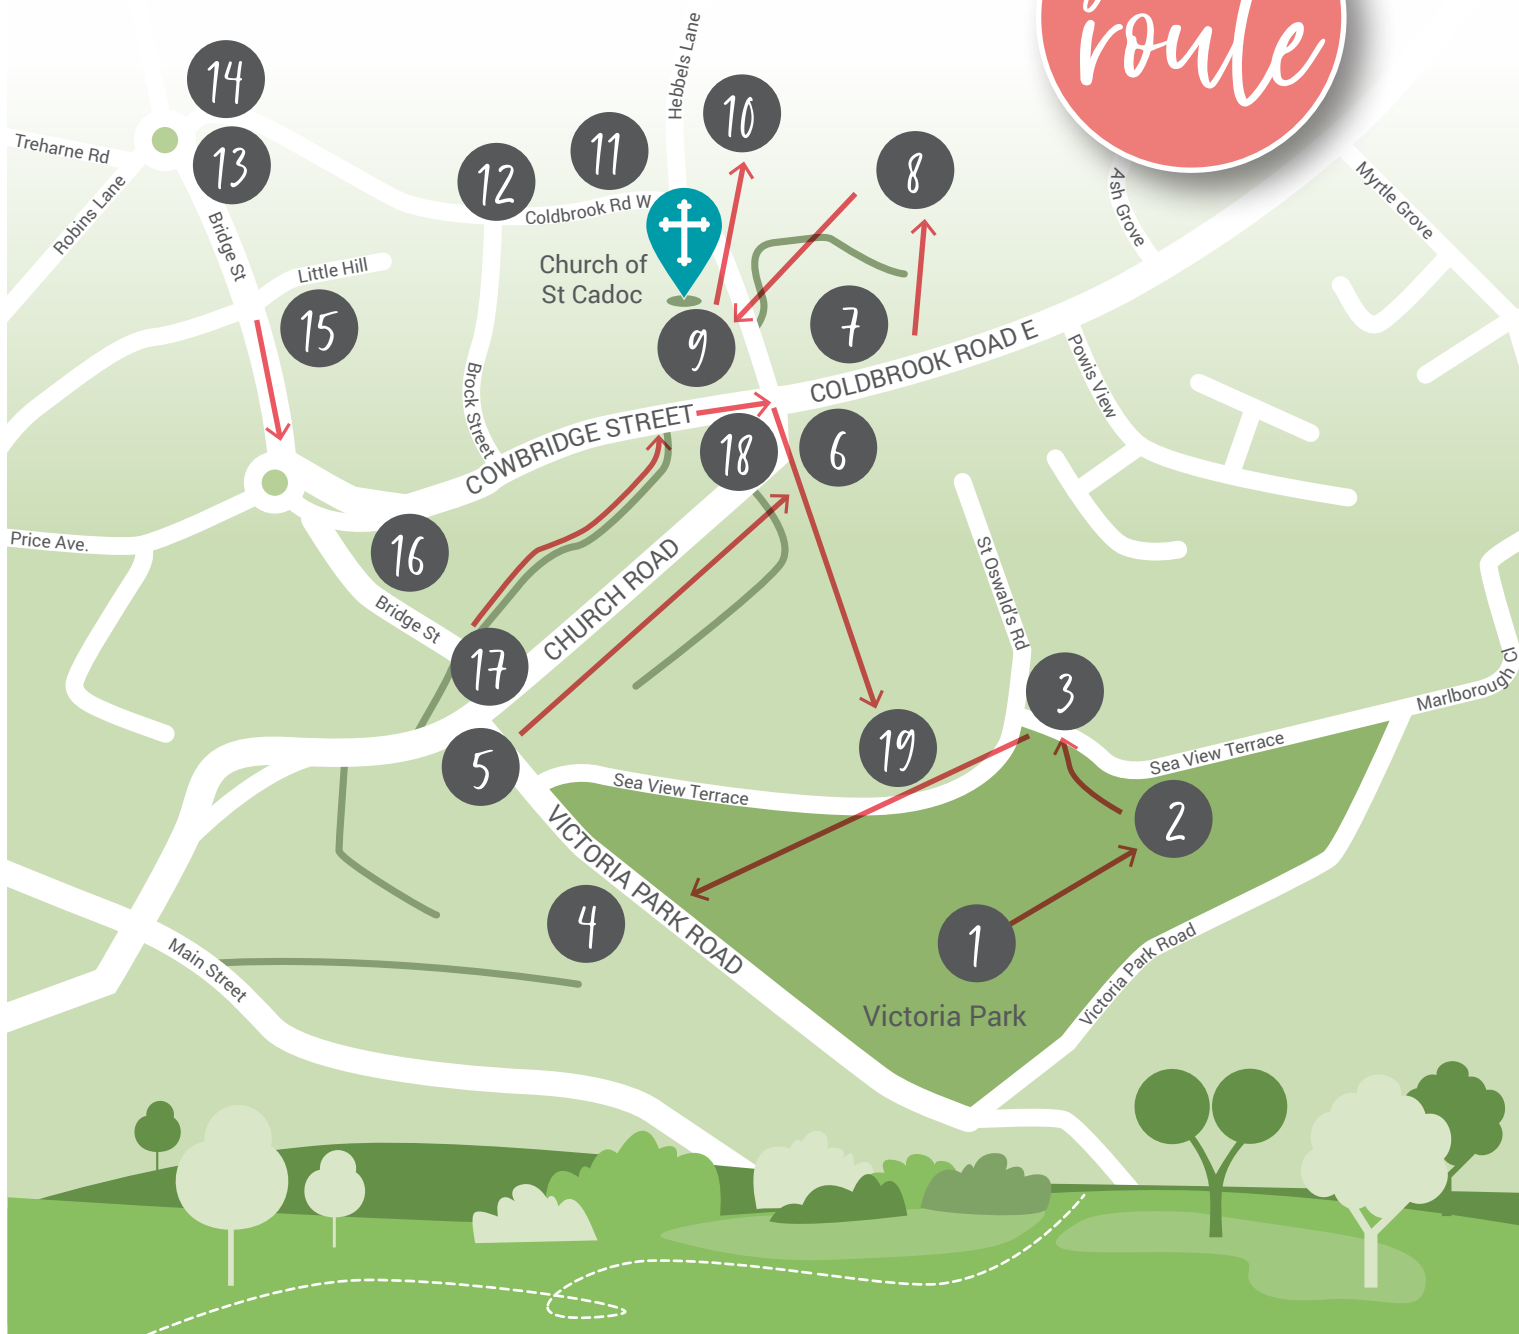 route
14
Hebbels Lane
10
Treharne Rd
13
11
8
12
Coldbrook Rd W
Robins Lane
Bridge St
Ash Grove
Myrtle Grove
Little Hill
Church of
St Cadoc
15
9
7
COLDBROOK ROAD E
Powis View
Brock Street
COWBRIDGE STREET
18
6
Price Ave.
16
CHURCH ROAD
St Oswald's Rd
Bridge St
17
3
Marlborough Cl
19
5
Sea View Terrace
Sea View Terrace
2
VICTORIA PARK ROAD
4
1
Main Street
Victoria Park Road
Victoria Park